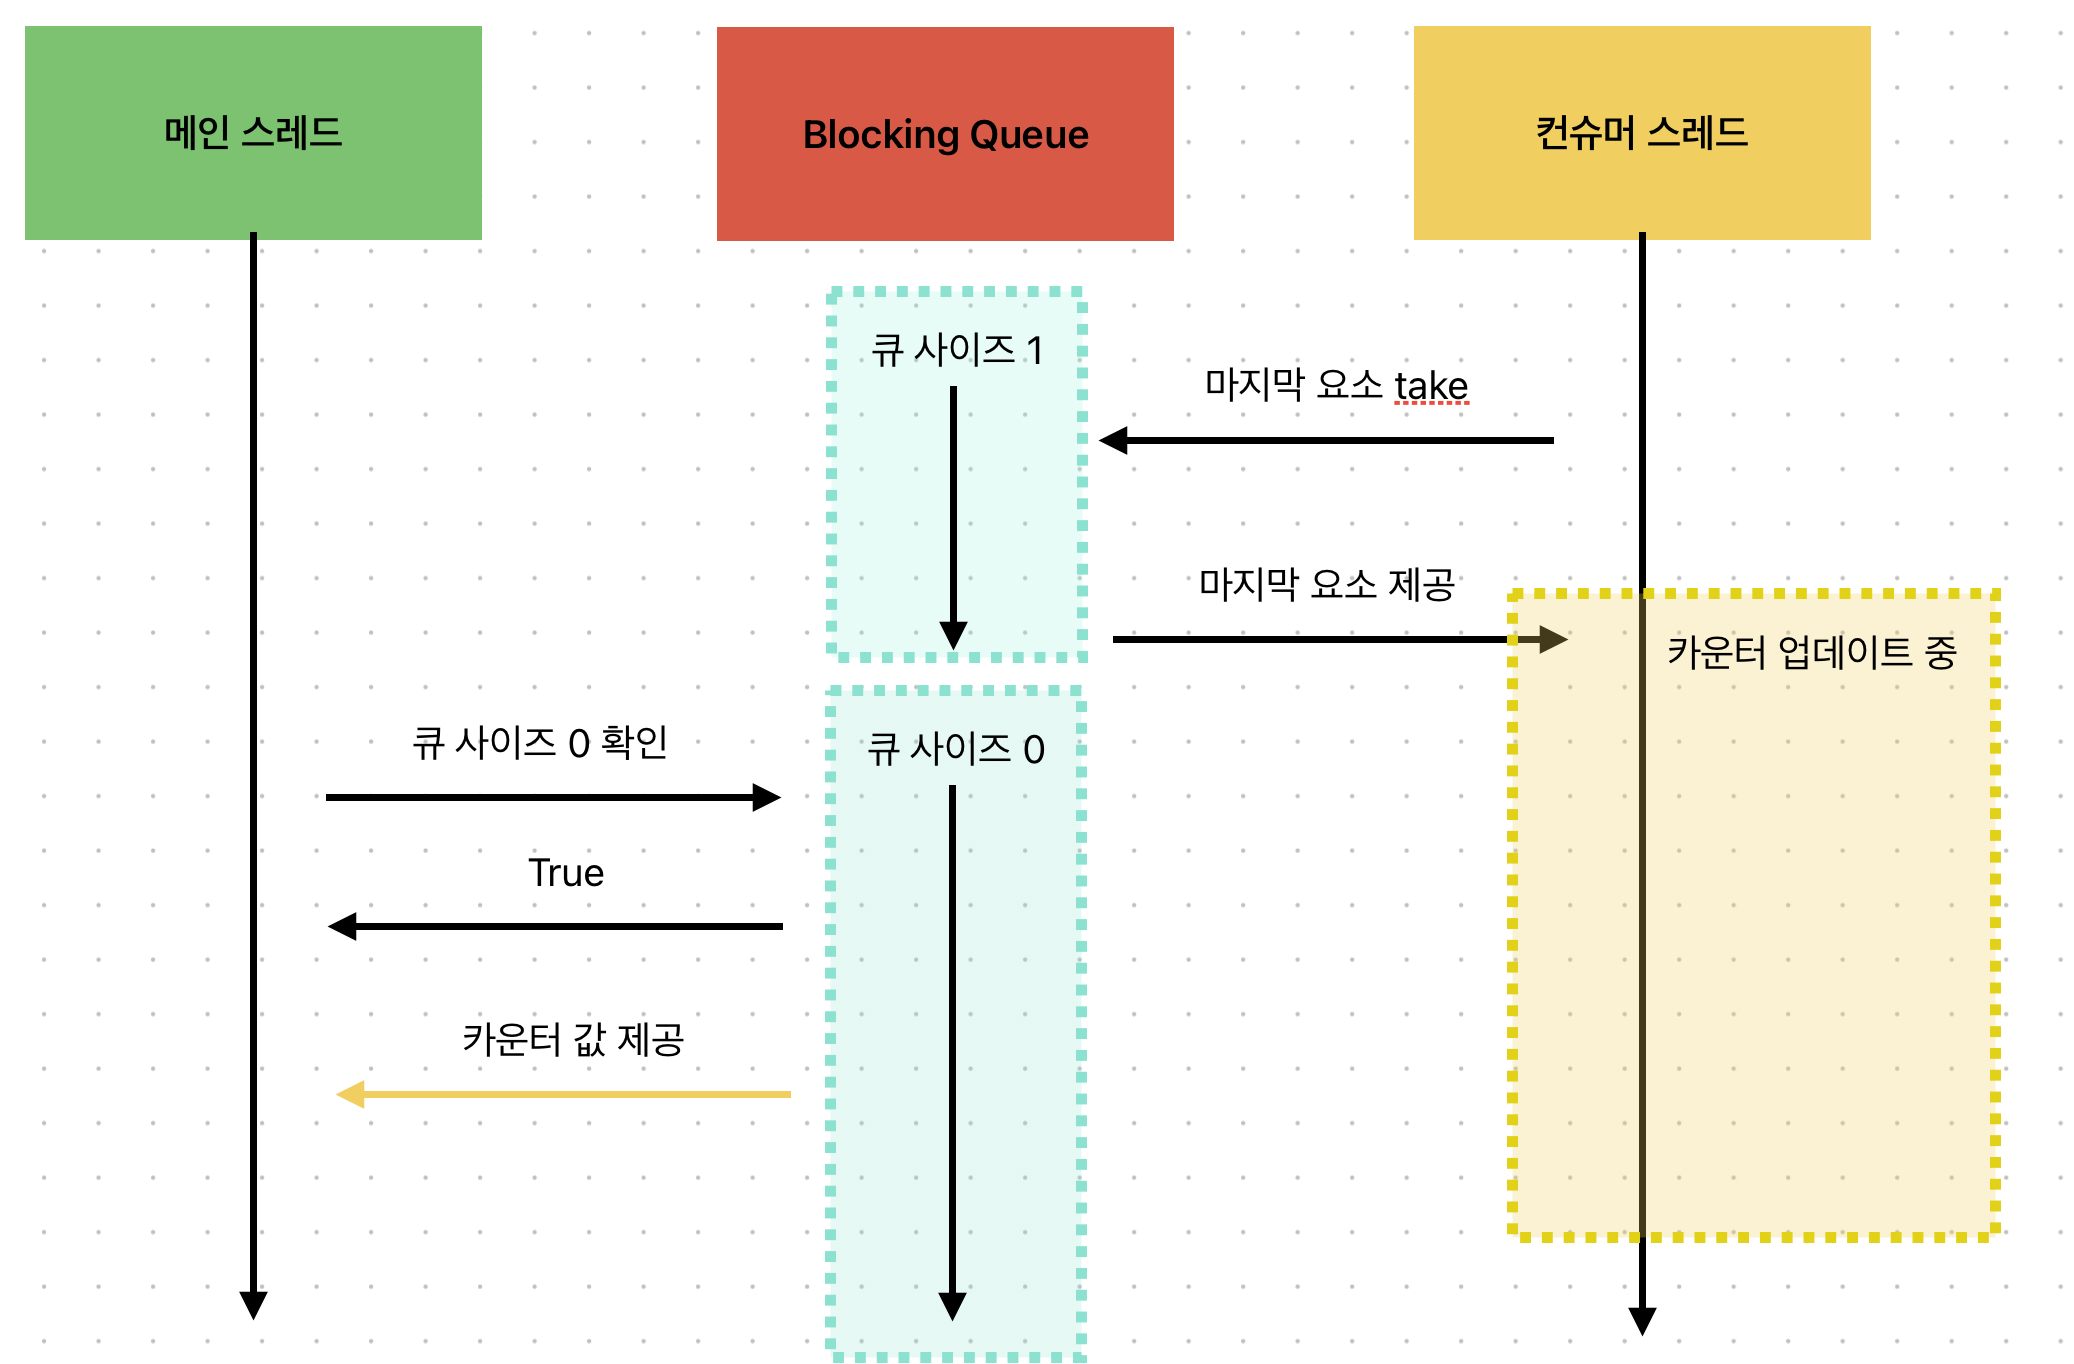 메인 스레드
Blocking Queue
컨슈머 스레드
큐 사이즈 1
마지막 요소 take
마지막 요소 제공
카운터 업데이트 중
큐 사이즈 0 확인
큐 사이즈 0
True
카운터 값 제공